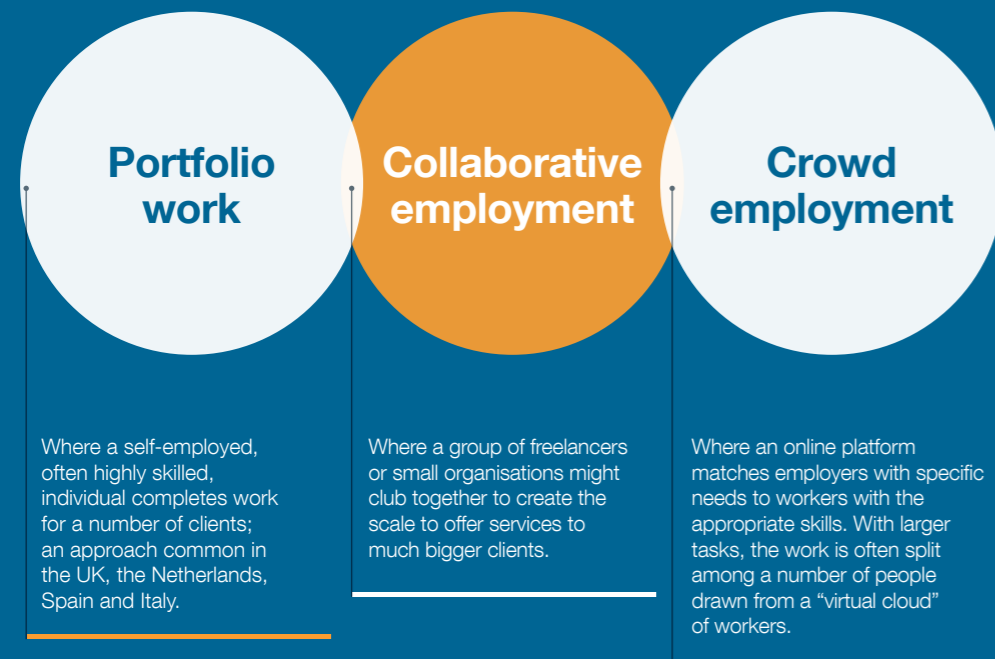 Portfolio
work
Collaborative
employment
Crowd
employment
Where a self-employed,
often highly skilled,
individual completes work
for a number of clients;
an approach common in
the UK, the Netherlands,
Spain and Italy.
Where a group of freelancers
or small organisations might
club together to create the
scale to offer services to
much bigger clients.
Where an online platform
matches employers with specific
needs to workers with the
appropriate skills. With larger
tasks, the work is often split
among a number of people
drawn from a “virtual cloud”
of workers.